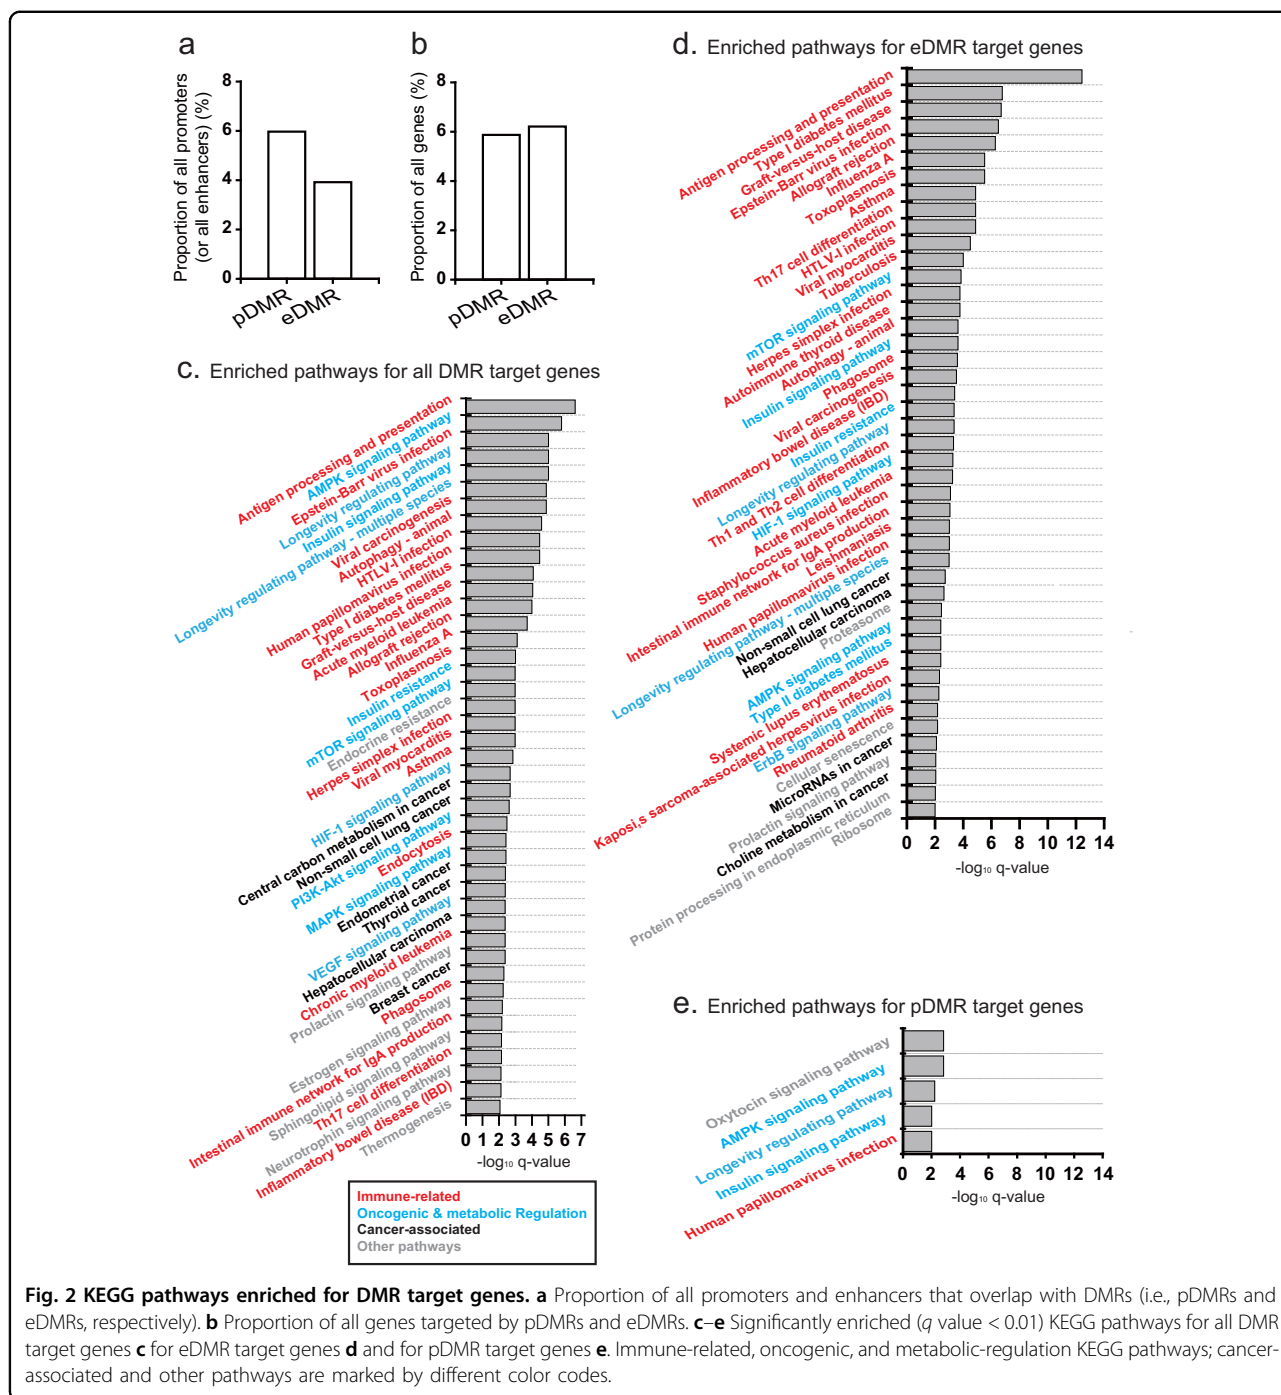 a
Proportion of all promoters
(or all enhancers) (%)
8
6
4
2
0
pDMR
eDMR
b
Proportion of all genes (%)
8
6
4
2
0
pDMR
eDMR
c. Enriched pathways for all DMR target genes
Antigen processing and presentation
AMPK signaling pathway
Epstein-Barr virus infection
Longevity regulating pathway
Insulin signaling pathway
Longevity regulating pathway - multiple species
Viral carcinogenesis
Autophagy - animal
HTLV-I infection
Human papillomavirus infection
Type I diabetes mellitus
Graft-versus-host disease
Acute myeloid leukemia
Allograft rejection
Influenza A
Toxoplasmosis
Insulin resistance
mTOR signaling pathway
Endocrine resistance
Herpes simplex infection
Viral myocarditis
Asthma
HIF-1 signaling pathway
Central carbon metabolism in cancer
Non-small cell lung cancer
PI3K-Akt signaling pathway
Endocytosis
MAPK signaling pathway
Endometrial cancer
Thyroid cancer
VEGF signaling pathway
Hepatocellular carcinoma
Chronic myeloid leukemia
Prolactin signaling pathway
Breast cancer
Phagosome
Estrogen signaling pathway
Intestinal immune network for IgA production
Sphingolipid signaling pathway
Th17 cell differentiation
Neurotrophin signaling pathway
Inflammatory bowel disease (IBD)
Thermogenesis
0 1 2 3 4 5 6 7
-log₁₀ q-value
Immune-related
Oncogenic & metabolic Regulation
Cancer-associated
Other pathways
d. Enriched pathways for eDMR target genes
Antigen processing and presentation
Type I diabetes mellitus
Graft-versus-host disease
Epstein-Barr virus infection
Allograft rejection
Influenza A
Toxoplasmosis
Asthma
Th17 cell differentiation
HTLV-I infection
Viral myocarditis
Tuberculosis
mTOR signaling pathway
Herpes simplex infection
Autoimmune thyroid disease
Autophagy - animal
Insulin signaling pathway
Phagosome
Viral carcinogenesis
Inflammatory bowel disease (IBD)
Insulin resistance
Longevity regulating pathway
Th1 and Th2 cell differentiation
HIF-1 signaling pathway
Acute myeloid leukemia
Staphylococcus aureus infection
Intestinal immune network for IgA production
Leishmaniasis
Human papillomavirus infection
Longevity regulating pathway - multiple species
Non-small cell lung cancer
Hepatocellular carcinoma
Proteasome
AMPK signaling pathway
Type II diabetes mellitus
Systemic lupus erythematosus
Kaposi,s sarcoma-associated herpesvirus infection
ErbB signaling pathway
Rheumatoid arthritis
Cellular senescence
MicroRNAs in cancer
Prolactin signaling pathway
Choline metabolism in cancer
Protein processing in endoplasmic reticulum
Ribosome
0 2 4 6 8 10 12 14
-log₁₀ q-value
e. Enriched pathways for pDMR target genes
Oxytocin signaling pathway
AMPK signaling pathway
Longevity regulating pathway
Insulin signaling pathway
Human papillomavirus infection
0 2 4 6 8 10 12 14
-log₁₀ q-value
Fig. 2 KEGG pathways enriched for DMR target genes. a Proportion of all promoters and enhancers that overlap with DMRs (i.e., pDMRs and
eDMRs, respectively). b Proportion of all genes targeted by pDMRs and eDMRs. c–e Significantly enriched (q value < 0.01) KEGG pathways for all DMR
target genes c for eDMR target genes d and for pDMR target genes e. Immune-related, oncogenic, and metabolic-regulation KEGG pathways; cancer-
associated and other pathways are marked by different color codes.